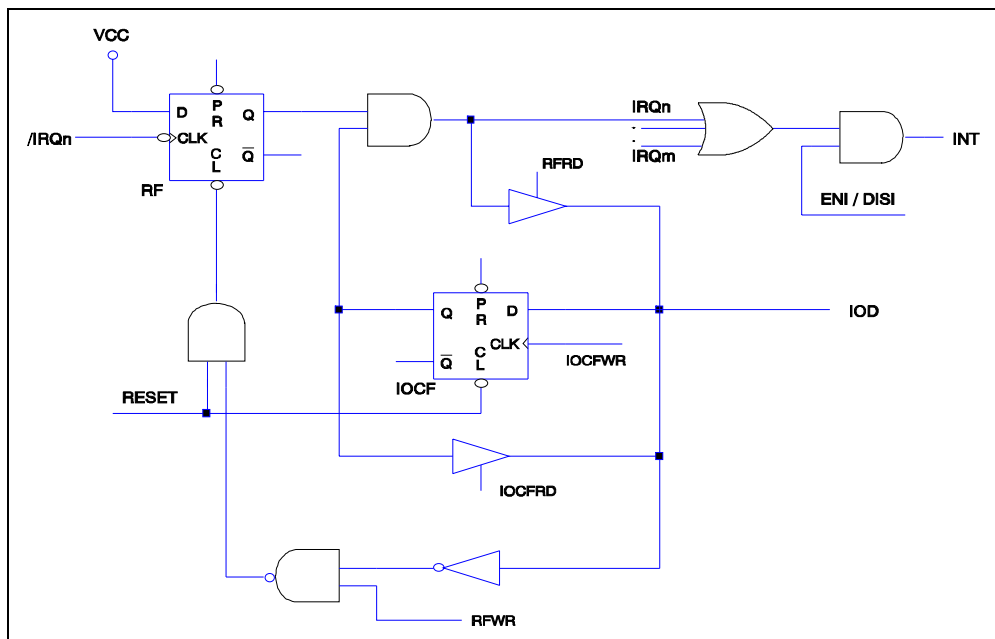 VCC
D
P
R
Q
/IRQn
CLK
C
L
Q
RF
IRQn
IRQm
INT
RFRD
ENI / DISI
Q
P
R
D
IOD
CLK
Q
C
L
IOCFWR
IOCF
RESET
IOCFRD
RFWR